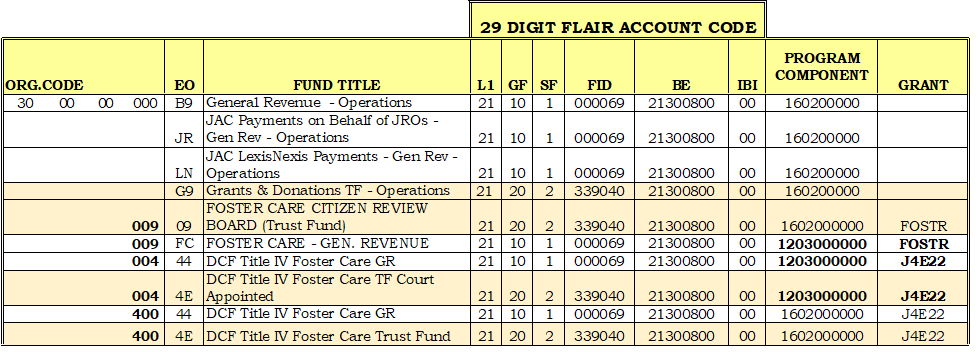 29 DIGIT FLAIR ACCOUNT CODE
ORG.CODE EO FUND TITLE L1 GF SF FID BE IBI PROGRAM COMPONENT GRANT
30 00 00 000 B9 General Revenue - Operations 21 10 1 000069 21300800 00 160200000
JAC Payments on Behalf of JROs -
JR Gen Rev - Operations 21 10 1 000069 21300800 00 160200000
JAC LexisNexis Payments - Gen Rev -
LN Operations 21 10 1 000069 21300800 00 160200000
G9 Grants & Donations TF - Operations 21 20 2 339040 21300800 00 160200000
FOSTER CARE CITIZEN REVIEW
009 09 BOARD (Trust Fund) 21 20 2 339040 21300800 00 1602000000 FOSTR
009 FC FOSTER CARE - GEN. REVENUE 21 10 1 000069 21300800 00 1203000000 FOSTR
004 44 DCF Title IV Foster Care GR 21 10 1 000069 21300800 00 1203000000 J4E22
DCF Title IV Foster Care TF Court
004 4E Appointed 21 20 2 339040 21300800 00 1203000000 J4E22
400 44 DCF Title IV Foster Care GR 21 10 1 000069 21300800 00 1602000000 J4E22
400 4E DCF Title IV Foster Care Trust Fund 21 20 2 339040 21300800 00 1602000000 J4E22